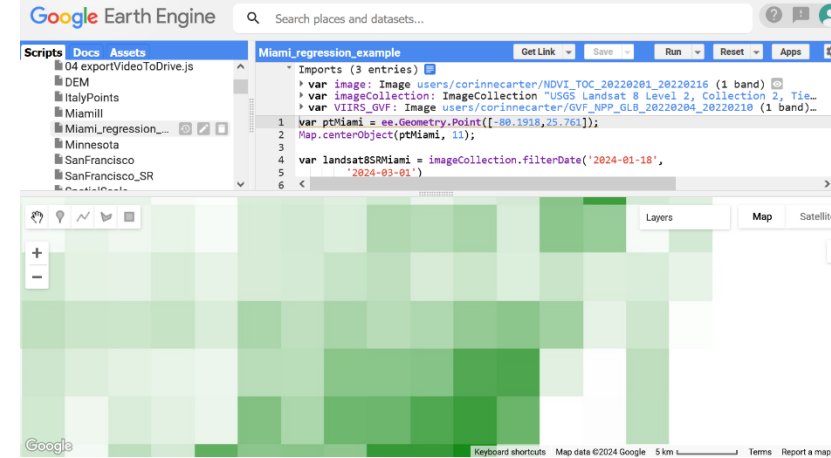 Google Earth Engine
Search places and datasets...
Scripts Docs Assets
04 exportVideoToDrive.js
DEM
ItalyPoints
Miamill
Miami_regression_...
Minnesota
SanFrancisco
SanFrancisco_SR
Miami_regression_example
Get Link
Save
Run
Reset
Apps
Imports (3 entries)
var image: Image users/corinnecarter/NDVI_TOC_20220201_20220216 (1 band)
var imageCollection: ImageCollection "USGS Landsat 8 Level 2, Collection 2, Tie…
var VIIRS_GVF: Image users/corinnecarter/GVF_NPP_GLB_20220204_20220210 (1 band)…
1 var ptMiami = ee.Geometry.Point([-80.1918,25.761]);
2 Map.centerObject(ptMiami, 11);
3
4 var landsat8SRMiami = imageCollection.filterDate('2024-01-18',
5 '2024-03-01')
6
Layers
Map
Satellit
+
−
Google
Keyboard shortcuts Map data ©2024 Google 5 km Terms Report a map